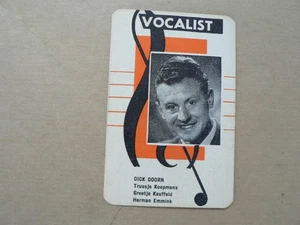 VOCALIST
DICK DOORN
Truusje Koopmans
Greetje Kauffeld
Herman Emmink